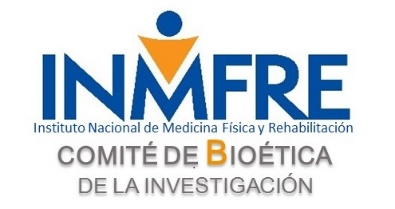 INMFRE
Instituto Nacional de Medicina Física y Rehabilitación
COMITÉ DE BIOÉTICA
DE LA INVESTIGACIÓN